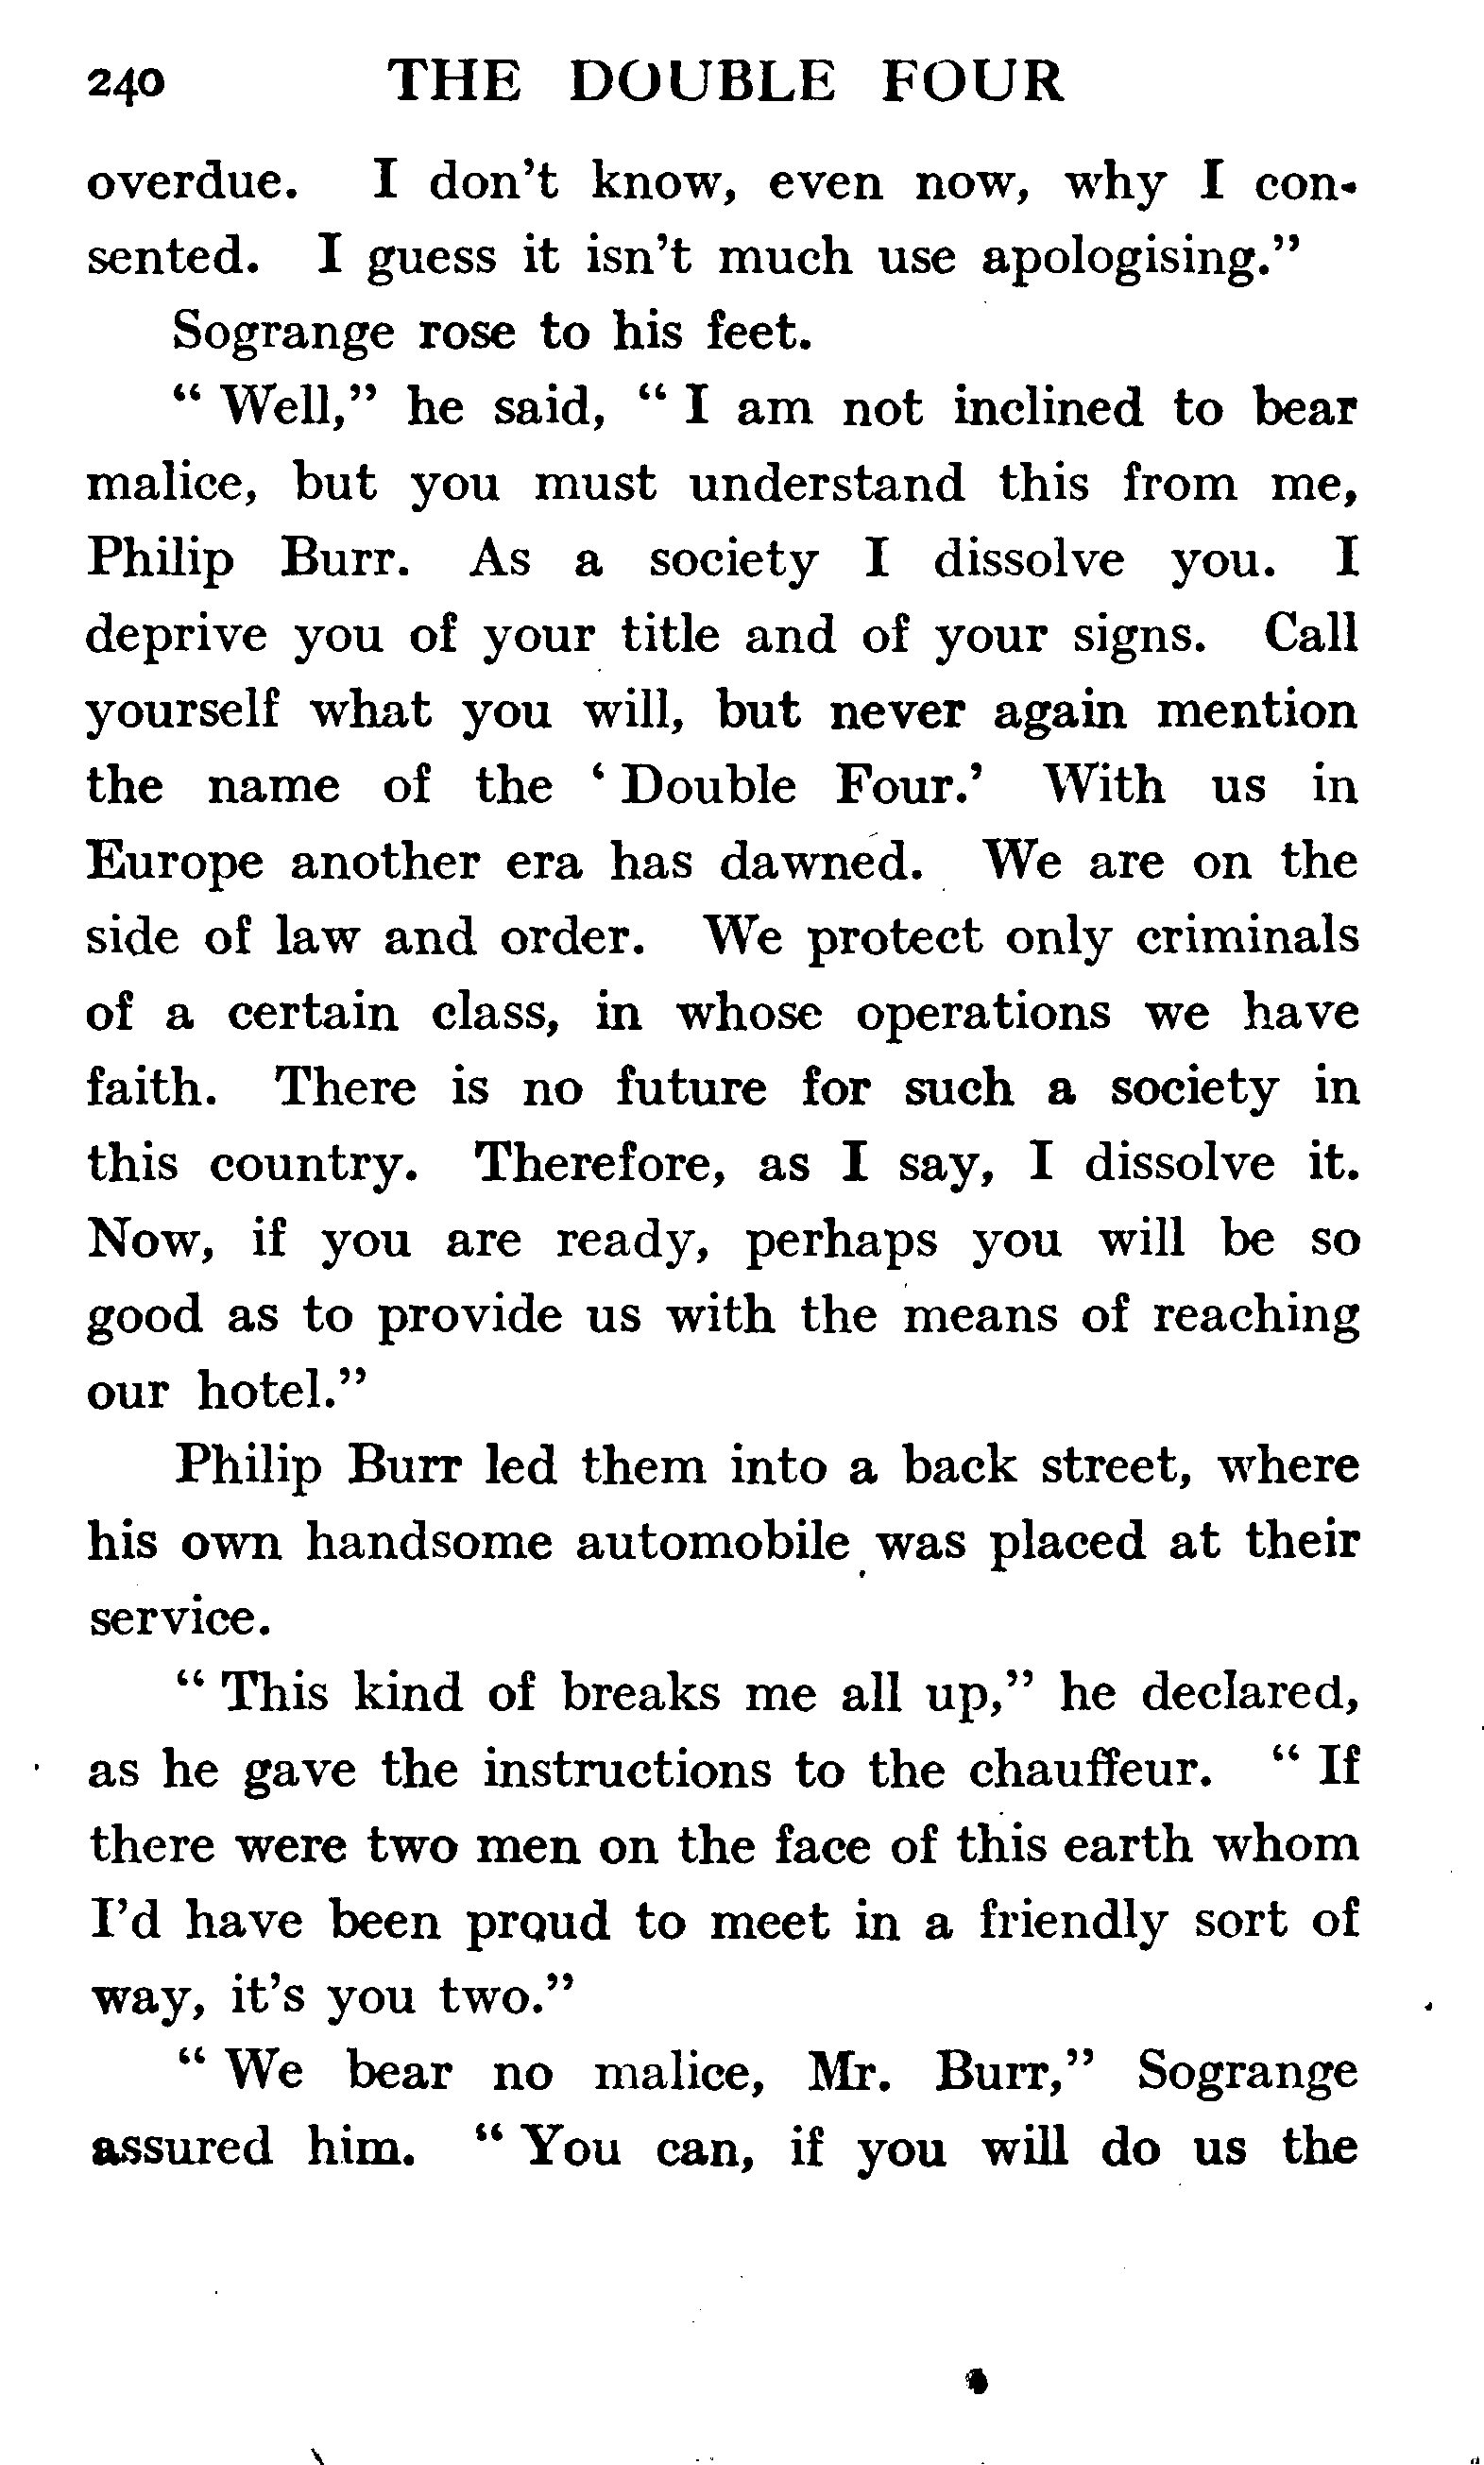 240 THE DOUBLE FOUR
overdue. I don't know, even now, why I con-
sented. I guess it isn't much use apologising."
Sogrange rose to his feet.
"Well," he said, "I am not inclined to bear
malice, but you must understand this from me,
Philip Burr. As a society I dissolve you. I
deprive you of your title and of your signs. Call
yourself what you will, but never again mention
the name of the 'Double Four.' With us in
Europe another era has dawned. We are on the
side of law and order. We protect only criminals
of a certain class, in whose operations we have
faith. There is no future for such a society in
this country. Therefore, as I say, I dissolve it.
Now, if you are ready, perhaps you will be so
good as to provide us with the means of reaching
our hotel."
Philip Burr led them into a back street, where
his own handsome automobile was placed at their
service.
"This kind of breaks me all up," he declared,
as he gave the instructions to the chauffeur. "If
there were two men on the face of this earth whom
I'd have been proud to meet in a friendly sort of
way, it's you two."
"We bear no malice, Mr. Burr," Sogrange
assured him. "You can, if you will do us the